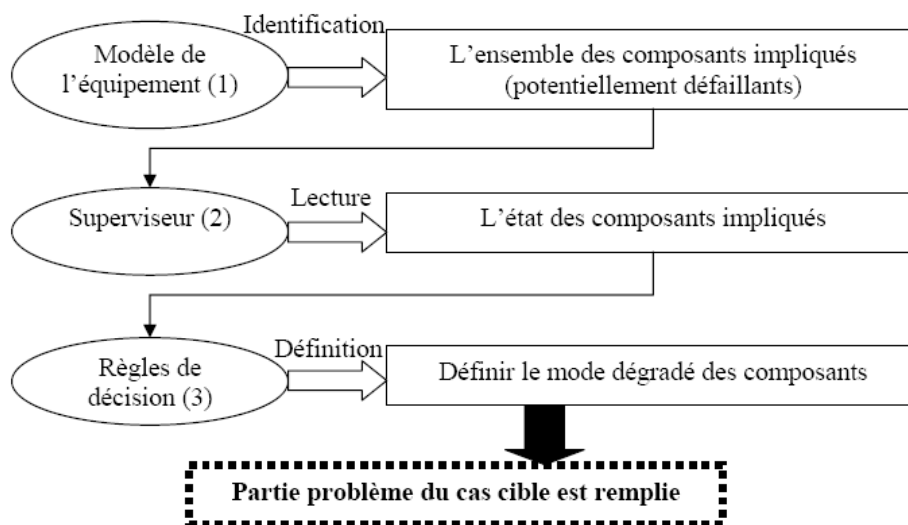 Identification
Modèle de
l’équipement (1)
L’ensemble des composants impliqués
(potentiellement défaillants)
Lecture
Superviseur (2)
L’état des composants impliqués
Définition
Règles de
décision (3)
Définir le mode dégradé des composants
Partie problème du cas cible est remplie